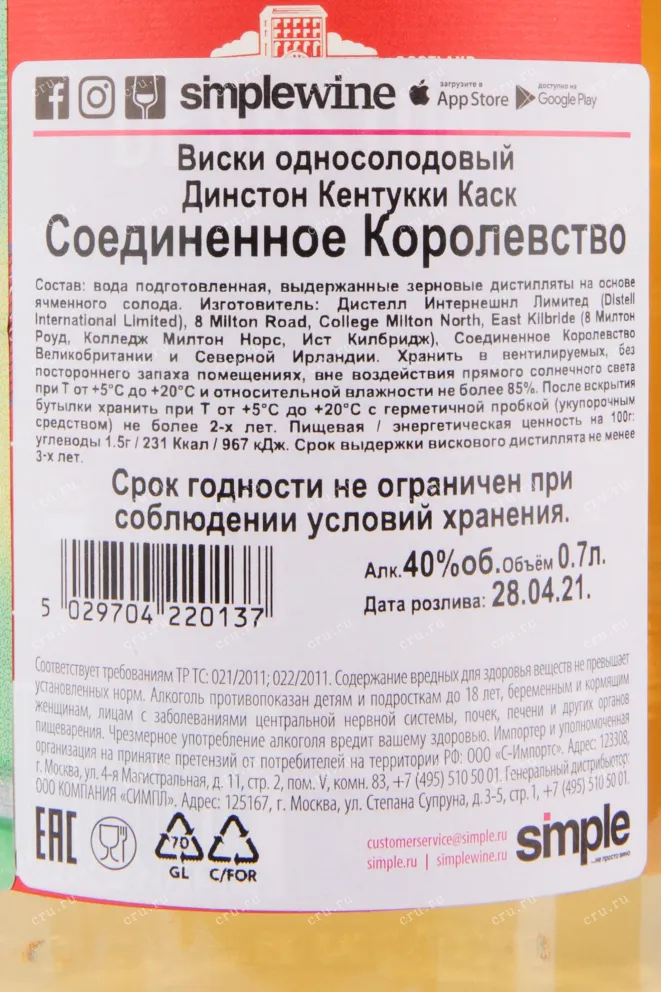 SCOTLAND
simplewine загрузите в App Store доступно на Google Play
Виски односолодовый
Динстон Кентукки Каск
Соединенное Королевство
Состав: вода подготовленная, выдержанные зерновые дистилляты на основе
ячменного солода. Изготовитель: Дистелл Интернешнл Лимитед (Distell
International Limited), 8 Milton Road, College Milton North, East Kilbride (8 Милтон
Роуд, Колледж Милтон Норс, Ист Килбридж), Соединенное Королевство
Великобритании и Северной Ирландии. Хранить в вентилируемых, без
постороннего запаха помещениях, вне воздействия прямого солнечного света
при Т от +5°С до +20°С и относительной влажности не более 85%. После вскрытия
бутылки хранить при Т от +5°С до +20°С с герметичной пробкой (укупорочным
средством) не более 2-х лет. Пищевая / энергетическая ценность на 100г:
углеводы 1.5г / 231 Ккал / 967 кДж. Срок выдержки вискового дистиллята не менее
3-х лет.
Срок годности не ограничен при
соблюдении условий хранения.
Алк.40%об.Объём 0.7л.
Дата розлива: 28.04.21.
5 029704 220137
Соответствует требованиям ТР ТС: 021/2011; 022/2011. Содержание вредных для здоровья веществ не превышает
установленных норм. Алкоголь противопоказан детям и подросткам до 18 лет, беременным и кормящим
женщинам, лицам с заболеваниями центральной нервной системы, почек, печени и других органов
пищеварения. Чрезмерное употребление алкоголя вредит вашему здоровью. Импортер и уполномоченная
организация на принятие претензий от потребителей на территории РФ: ООО «С-Импортс». Адрес: 123308,
г. Москва, ул. 4-я Магистральная, д. 11, стр. 2, пом. V, комн. 83, +7 (495) 510 50 01. Генеральный дистрибьютор:
ООО КОМПАНИЯ «СИМПЛ». Адрес: 125167, г. Москва, ул. Степана Супруна, д.3-5, стр.1, +7 (495) 510 50 01.
EAC
70
GL
C/FOR
customerservice@simple.ru
simple.ru | simplewine.ru
simple
...не просто вино
cru.ru